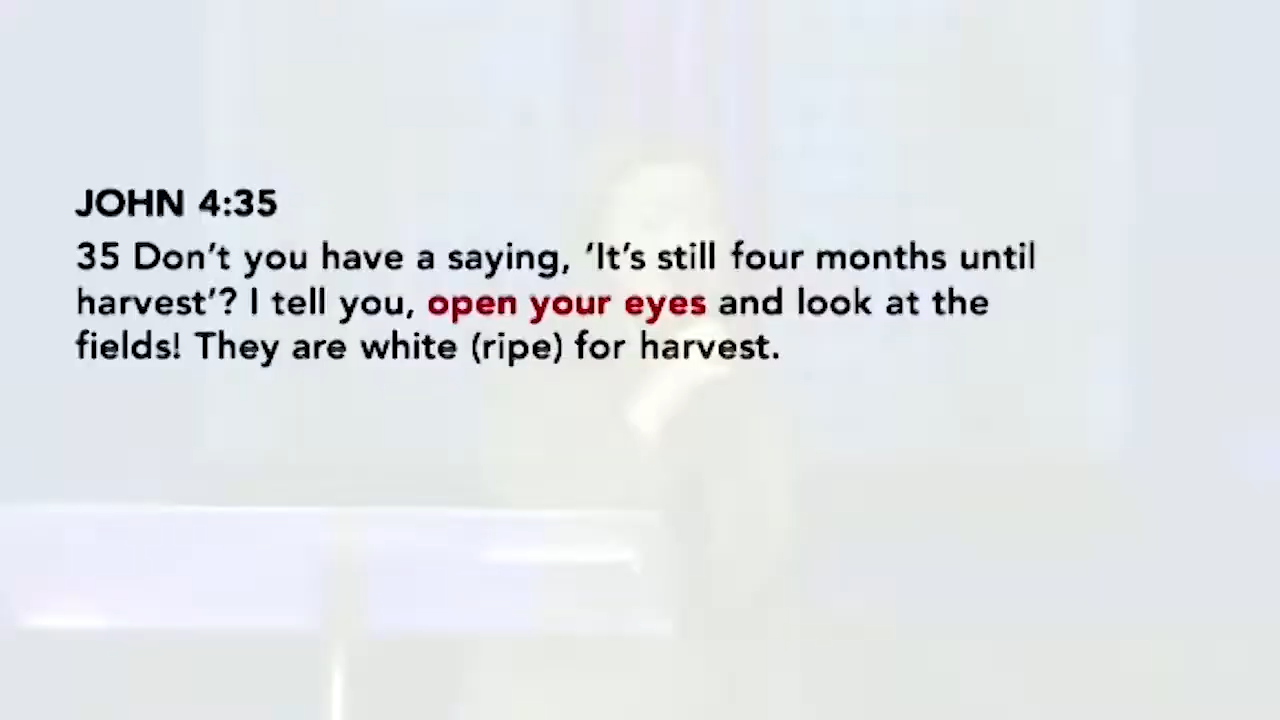 JOHN 4:35
35 Don’t you have a saying, ‘It’s still four months until
harvest’? I tell you, open your eyes and look at the
fields! They are white (ripe) for harvest.